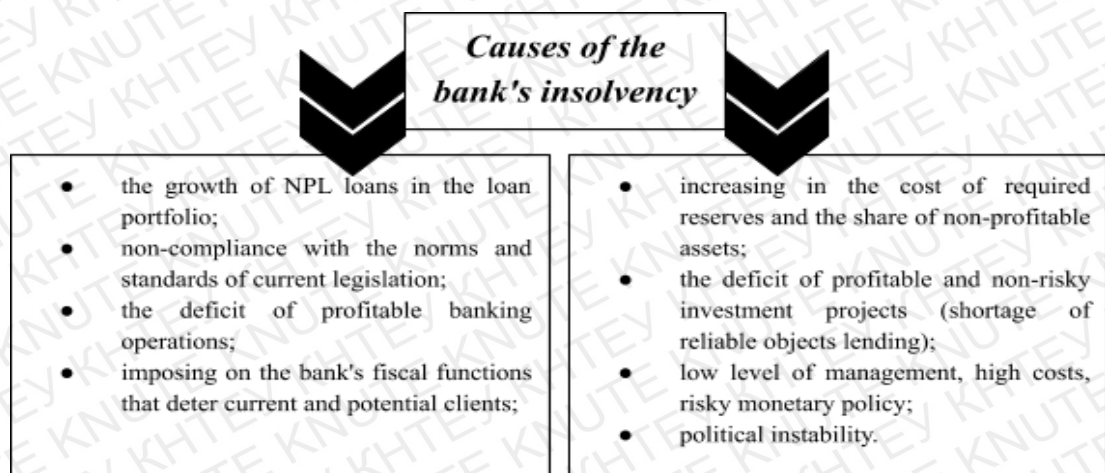 Causes of the
bank's insolvency
● the growth of NPL loans in the loan
portfolio;
● non-compliance with the norms and
standards of current legislation;
● the deficit of profitable banking
operations;
● imposing on the bank's fiscal functions
that deter current and potential clients;
● increasing in the cost of required
reserves and the share of non-profitable
assets;
● the deficit of profitable and non-risky
investment projects (shortage of
reliable objects lending);
● low level of management, high costs,
risky monetary policy;
● political instability.